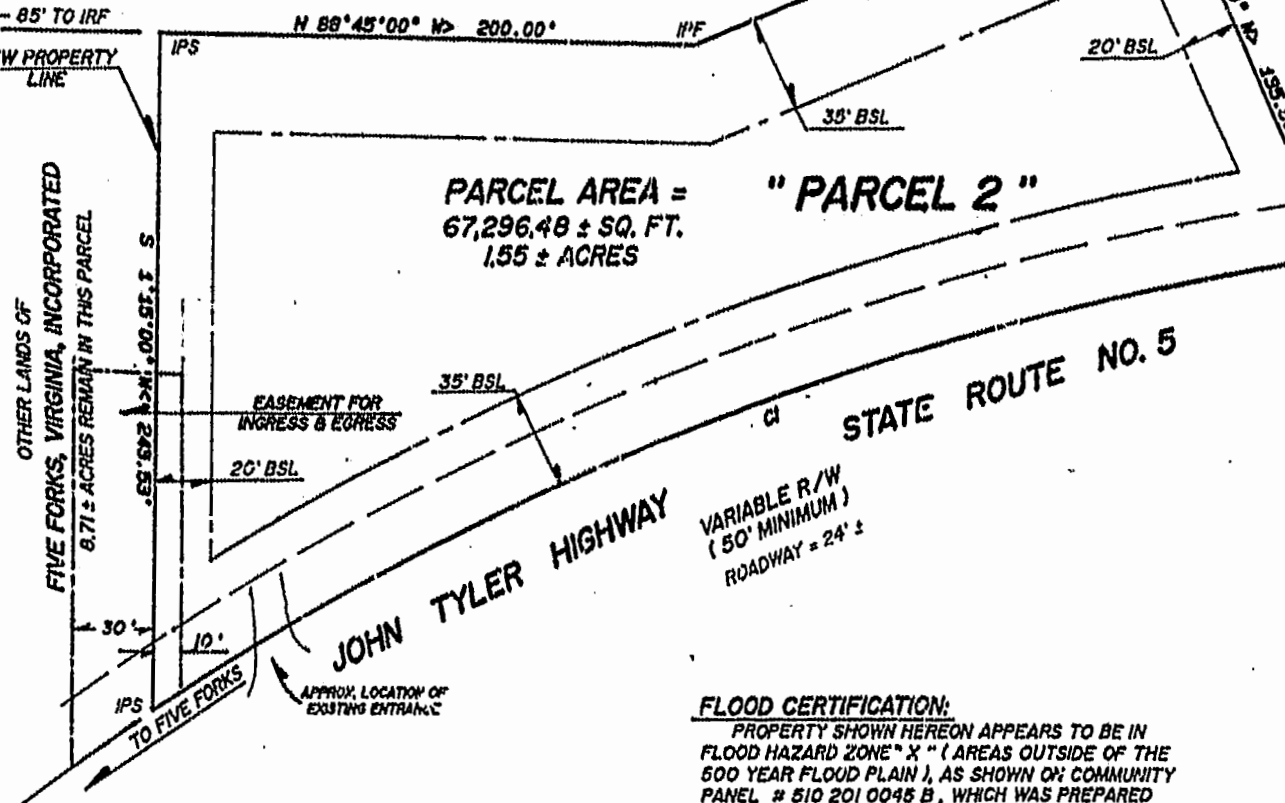 85' TO IRF
N 88°45'00" W> 200.00'
IPS
IPF
W PROPERTY
LINE
20' BSL
35' BSL
PARCEL AREA =
67,296.48 ± SQ. FT.
1.55 ± ACRES
" PARCEL 2 "
OTHER LANDS OF
FIVE FORKS, VIRGINIA, INCORPORATED
8.71 ± ACRES REMAIN IN THIS PARCEL
243.53'
EASEMENT FOR
INGRESS & EGRESS
20' BSL
35' BSL
C1
STATE ROUTE NO. 5
JOHN TYLER HIGHWAY
VARIABLE R/W
( 50' MINIMUM )
ROADWAY = 24' ±
30'
10'
IPS
TO FIVE FORKS
APPROX. LOCATION OF
EXISTING ENTRANCE
FLOOD CERTIFICATION:
PROPERTY SHOWN HEREON APPEARS TO BE IN
FLOOD HAZARD ZONE " X " ( AREAS OUTSIDE OF THE
500 YEAR FLOOD PLAIN ), AS SHOWN ON COMMUNITY
PANEL # 510 201 0045 B, WHICH WAS PREPARED